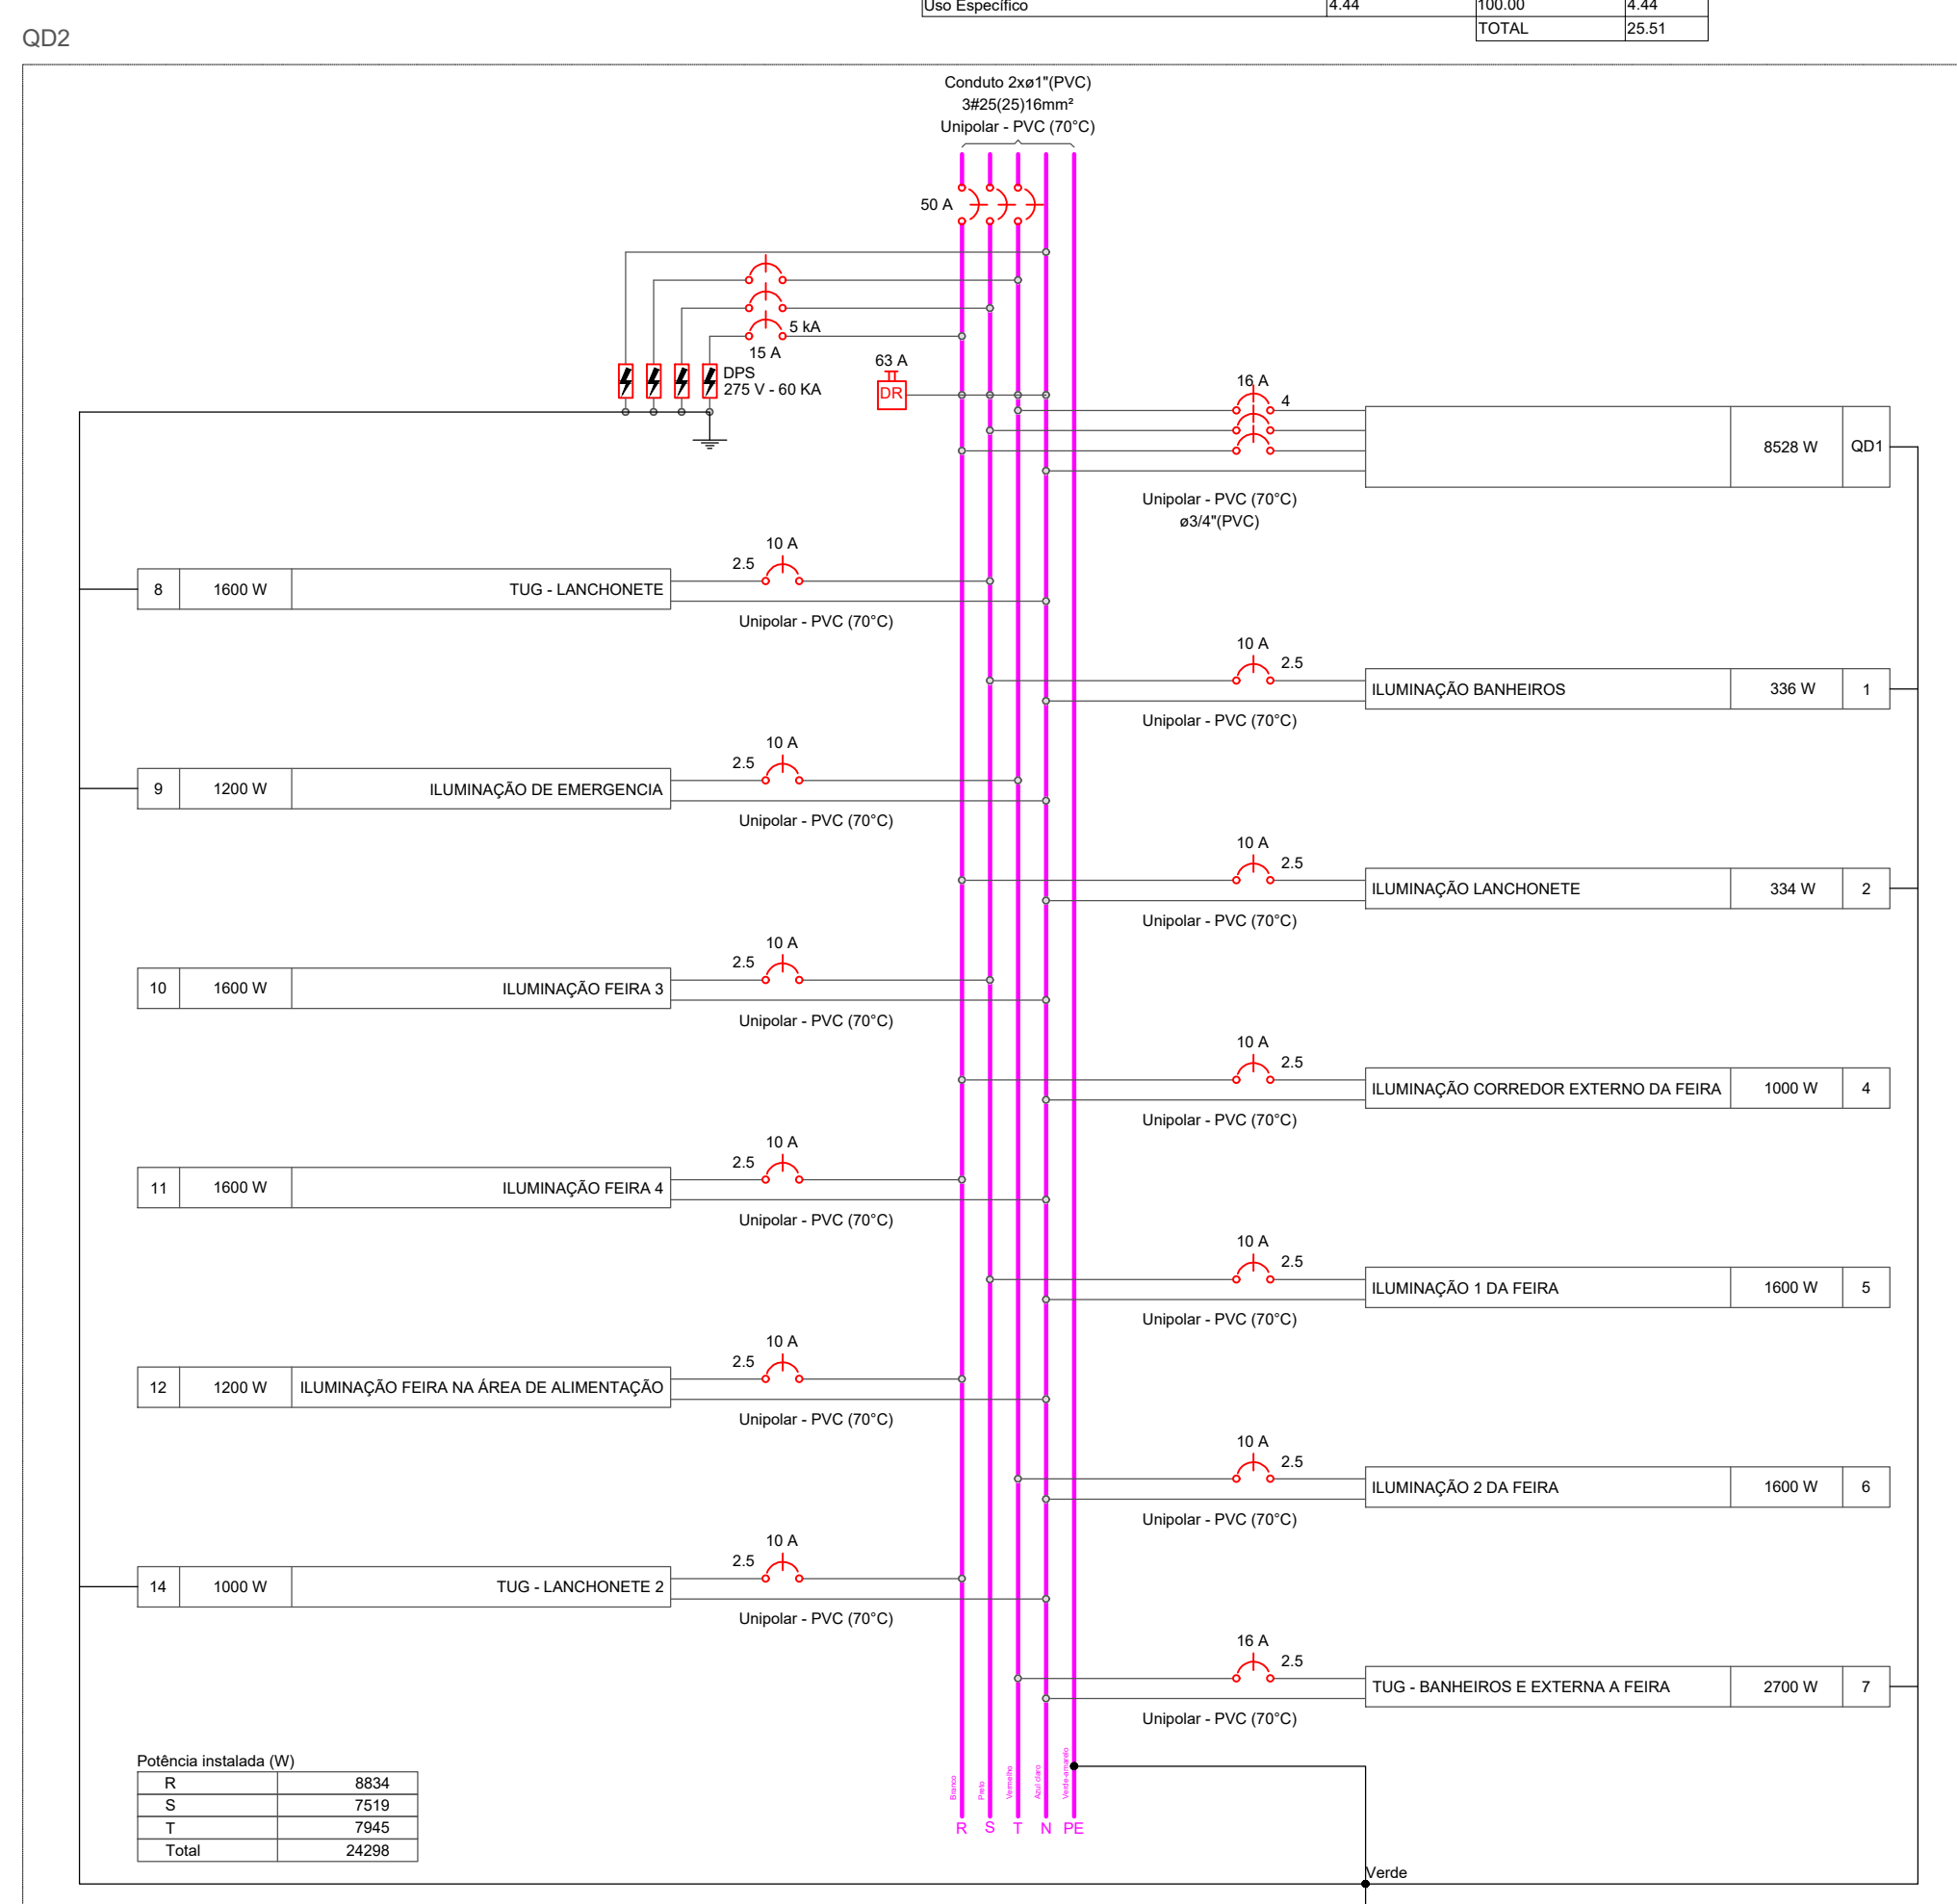 Uso Específico 4.44 100.00 4.44
TOTAL 25.51
QD2
Conduto 2xø1"(PVC)
3#25(25)16mm²
Unipolar - PVC (70°C)
50 A
5 kA
15 A
DPS
275 V - 60 KA
63 A
DR
16 A
4
8528 W QD1
Unipolar - PVC (70°C)
ø3/4"(PVC)
10 A
2.5
8 1600 W TUG - LANCHONETE
Unipolar - PVC (70°C)
10 A
2.5
ILUMINAÇÃO BANHEIROS 336 W 1
Unipolar - PVC (70°C)
10 A
2.5
9 1200 W ILUMINAÇÃO DE EMERGENCIA
Unipolar - PVC (70°C)
10 A
2.5
ILUMINAÇÃO LANCHONETE 334 W 2
Unipolar - PVC (70°C)
10 A
2.5
10 1600 W ILUMINAÇÃO FEIRA 3
Unipolar - PVC (70°C)
10 A
2.5
ILUMINAÇÃO CORREDOR EXTERNO DA FEIRA 1000 W 4
Unipolar - PVC (70°C)
10 A
2.5
11 1600 W ILUMINAÇÃO FEIRA 4
Unipolar - PVC (70°C)
10 A
2.5
ILUMINAÇÃO 1 DA FEIRA 1600 W 5
Unipolar - PVC (70°C)
10 A
2.5
12 1200 W ILUMINAÇÃO FEIRA NA ÁREA DE ALIMENTAÇÃO
Unipolar - PVC (70°C)
10 A
2.5
ILUMINAÇÃO 2 DA FEIRA 1600 W 6
Unipolar - PVC (70°C)
10 A
2.5
14 1000 W TUG - LANCHONETE 2
Unipolar - PVC (70°C)
16 A
2.5
TUG - BANHEIROS E EXTERNA A FEIRA 2700 W 7
Unipolar - PVC (70°C)
Potência instalada (W)
R 8834
S 7519
T 7945
Total 24298
Branco
Preto
Vermelho
Azul claro
Verde-amarelo
R S T N PE
Verde